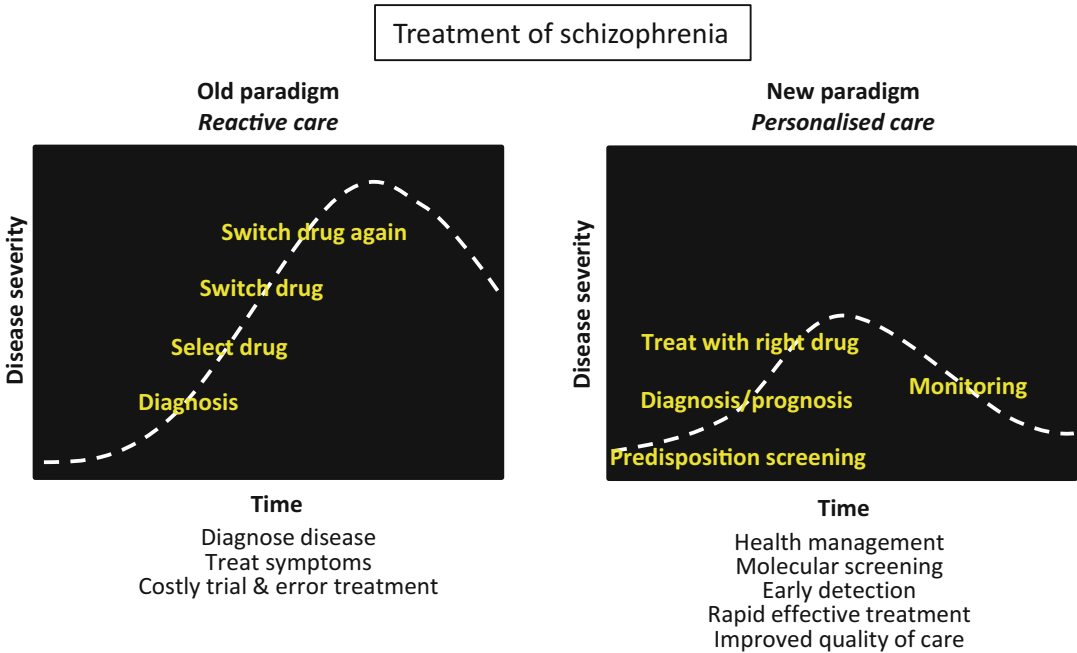 Treatment of schizophrenia
Old paradigm
Reactive care
Disease severity
Switch drug again
Switch drug
Select drug
Diagnosis
Time
Diagnose disease
Treat symptoms
Costly trial & error treatment
New paradigm
Personalised care
Disease severity
Treat with right drug
Diagnosis/prognosis
Monitoring
Predisposition screening
Time
Health management
Molecular screening
Early detection
Rapid effective treatment
Improved quality of care